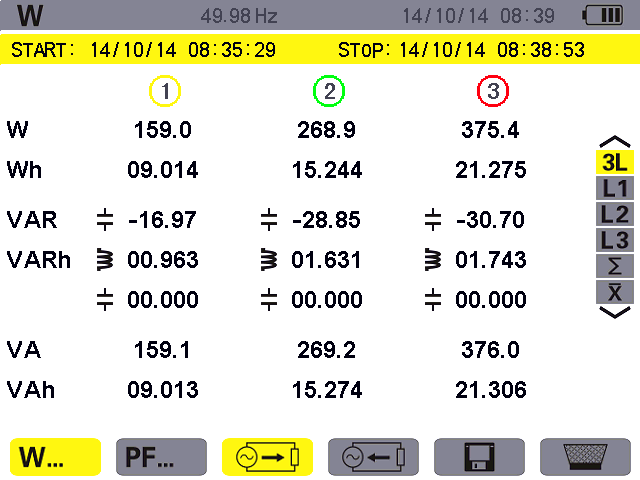 W 49.98 Hz 14/10/14 08:39
START: 14/10/14 08:35:29 STOP: 14/10/14 08:38:53
1 2 3
W 159.0 268.9 375.4
Wh 09.014 15.244 21.275
VAR -16.97 -28.85 -30.70
VARh 00.963 01.631 01.743
00.000 00.000 00.000
VA 159.1 269.2 376.0
VAh 09.013 15.274 21.306
3L
L1
L2
L3
Σ
X̅
W... PF...